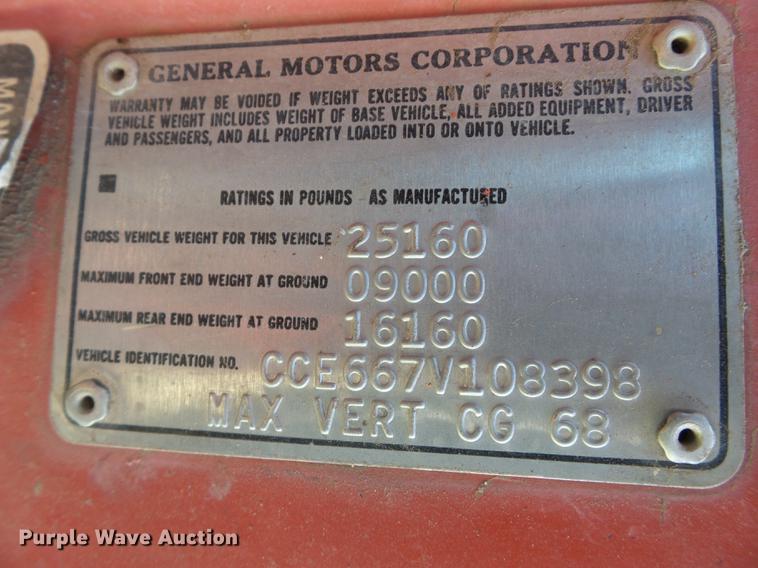 MAN
GENERAL MOTORS CORPORATION
WARRANTY MAY BE VOIDED IF WEIGHT EXCEEDS ANY OF RATINGS SHOWN. GROSS
VEHICLE WEIGHT INCLUDES WEIGHT OF BASE VEHICLE, ALL ADDED EQUIPMENT, DRIVER
AND PASSENGERS, AND ALL PROPERTY LOADED INTO OR ONTO VEHICLE.
RATINGS IN POUNDS AS MANUFACTURED
GROSS VEHICLE WEIGHT FOR THIS VEHICLE 25160
MAXIMUM FRONT END WEIGHT AT GROUND 09000
MAXIMUM REAR END WEIGHT AT GROUND 16160
VEHICLE IDENTIFICATION NO. CCE667V108398
MAX VERT CG 68
Purple Wave Auction